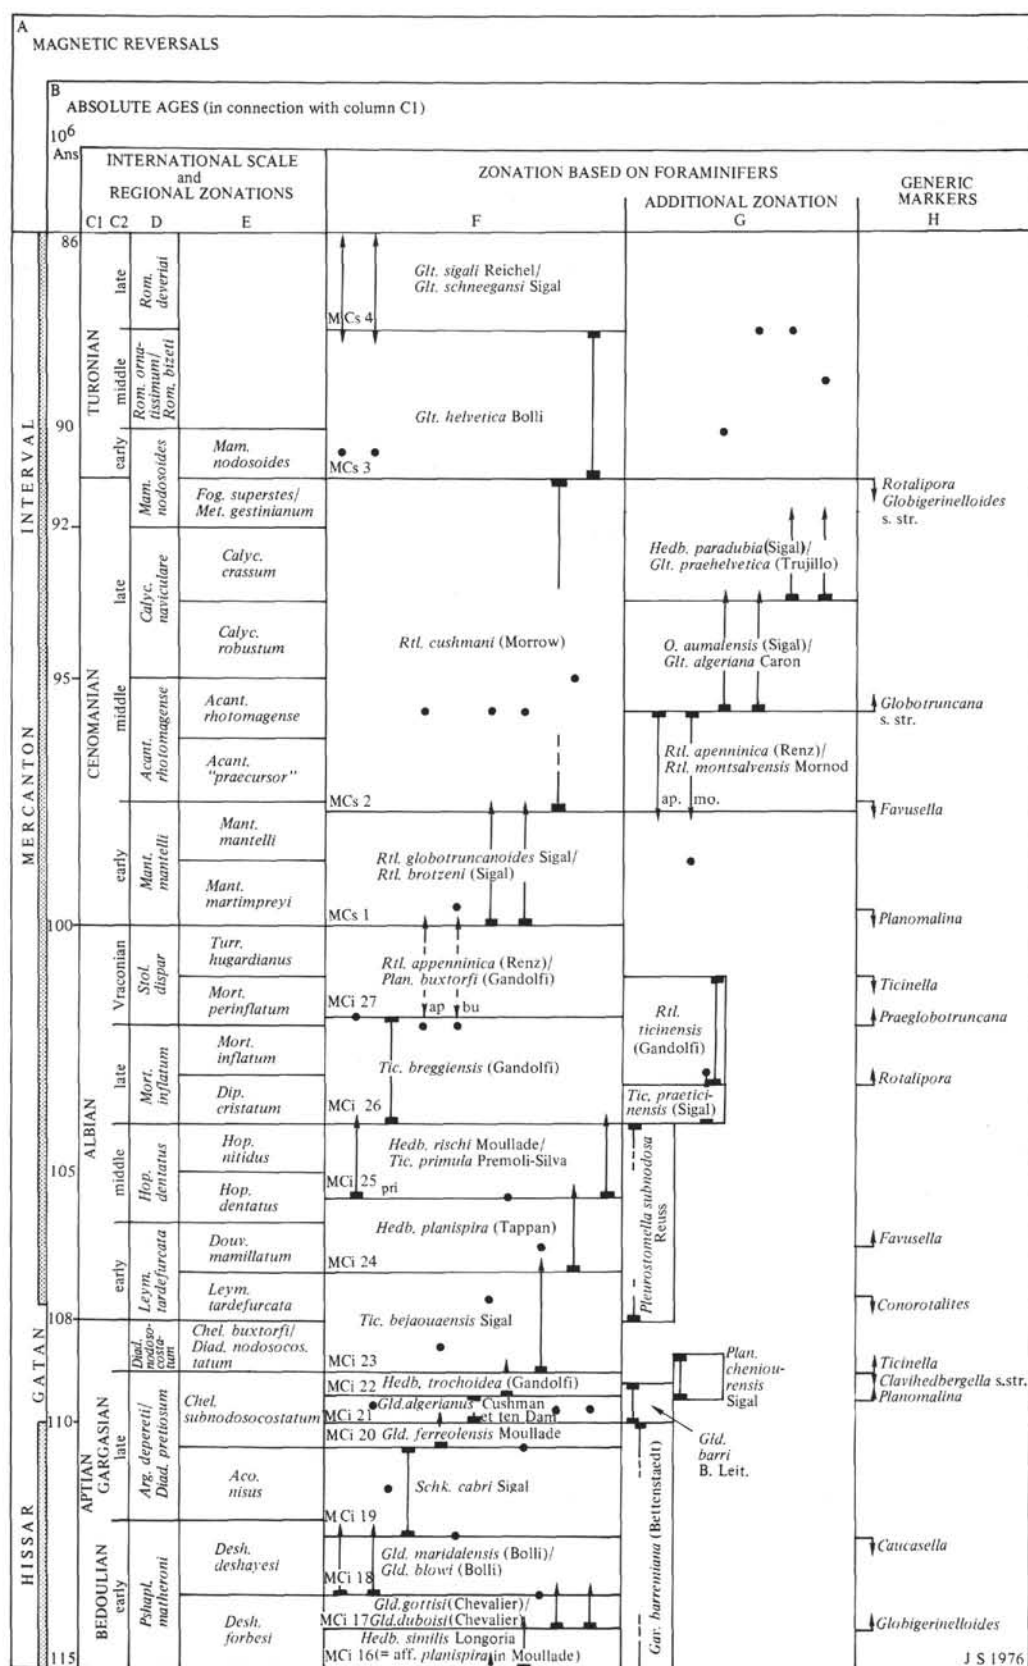 A
MAGNETIC REVERSALS
B
ABSOLUTE AGES (in connection with column C1)
10⁶
Ans
INTERNATIONAL SCALE
and
REGIONAL ZONATIONS
C1 C2 D E
ZONATION BASED ON FORAMINIFERS
F
ADDITIONAL ZONATION
G
GENERIC
MARKERS
H
INTERVAL
MERCANTON
GATAN
HISSAR
86
90
92
95
100
105
108
110
115
TURONIAN
CENOMANIAN
Vraconian
ALBIAN
APTIAN
GARGASIAN
BEDOULIAN
late
middle
early
late
middle
early
late
middle
early
late
early
Rom.
deveriai
Rom. orna-
tissimum/
Rom. bizeti
Mam.
nodosoides
Calyc.
naviculare
Acant.
rhotomagense
Mant.
mantelli
Stol.
dispar
Mort.
inflatum
Hop.
dentatus
Leym.
tardefurcata
Diad.
nodoso-
costa-
tum
Arg. depereti/
Diad. pretiosum
Pshapl.
matheroni
Mam.
nodosoides
Fog. superstes/
Met. gestinianum
Calyc.
crassum
Calyc.
robustum
Acant.
rhotomagense
Acant.
"praecursor"
Mant.
mantelli
Mant.
martimpreyi
Turr.
hugardianus
Mort.
perinflatum
Mort.
inflatum
Dip.
cristatum
Hop.
nitidus
Hop.
dentatus
Douv.
mamillatum
Leym.
tardefurcata
Chel. buxtorfi/
Diad. nodosocos.
tatum
Chel.
subnodosocostatum
Aco.
nisus
Desh.
deshayesi
Desh.
forbesi
Glt. sigali Reichel/
Glt. schneegansi Sigal
MCs 4
Glt. helvetica Bolli
MCs 3
Rtl. cushmani (Morrow)
MCs 2
Rtl. globotruncanoides Sigal/
Rtl. brotzeni (Sigal)
MCs 1
Rtl. appenninica (Renz)/
Plan. buxtorfi (Gandolfi)
MCi 27
ap bu
Tic. breggiensis (Gandolfi)
MCi 26
Hedb. rischi Moullade/
Tic. primula Premoli-Silva
MCi 25
pri
Hedb. planispira (Tappan)
MCi 24
Tic. bejaouaensis Sigal
MCi 23
MCi 22 Hedb. trochoidea (Gandolfi)
Gld.algerianus Cushman
MCi 21 et ten Dam
MCi 20 Gld. ferreolensis Moullade
Schk. cabri Sigal
MCi 19
Gld. maridalensis (Bolli)/
Gld. blowi (Bolli)
MCi 18
Gld.gottisi (Chevalier)/
MCi 17 Gld.duboisi (Chevalier)
Hedb. similis Longoria
MCi 16 (= aff. planispira in Moullade)
Hedb. paradubia (Sigal)/
Glt. praehelvetica (Trujillo)
O. aumalensis (Sigal)/
Glt. algeriana Caron
Rtl. apenninica (Renz)/
Rtl. montsalvensis Mornod
ap. mo.
Rtl.
ticinensis
(Gandolfi)
Tic. praetici-
nensis (Sigal)
Pleurostomella subnodosa
Reuss
Plan.
cheniou-
rensis
Sigal
Gld.
barri
B. Leit.
Gav. barreniana (Bettenstaedt)
Rotalipora
Globigerinelloides
s. str.
Globotruncana
s. str.
Favusella
Planomalina
Ticinella
Praeglobotruncana
Rotalipora
Favusella
Conorotalites
Ticinella
Clavihedbergella s.str.
Planomalina
Caucasella
Globigerinelloides
J S 1976